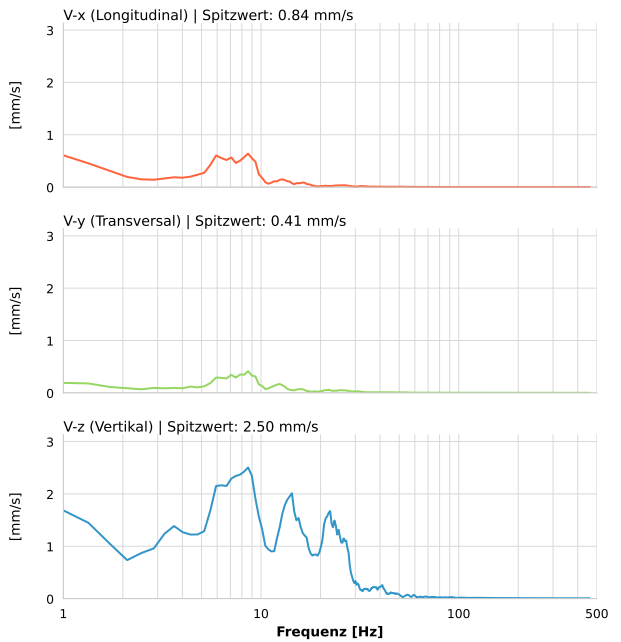 V-x (Longitudinal) | Spitzwert: 0.84 mm/s
3
2
1
0
[mm/s]
V-y (Transversal) | Spitzwert: 0.41 mm/s
3
2
1
0
[mm/s]
V-z (Vertikal) | Spitzwert: 2.50 mm/s
3
2
1
0
[mm/s]
1 10 100 500
Frequenz [Hz]